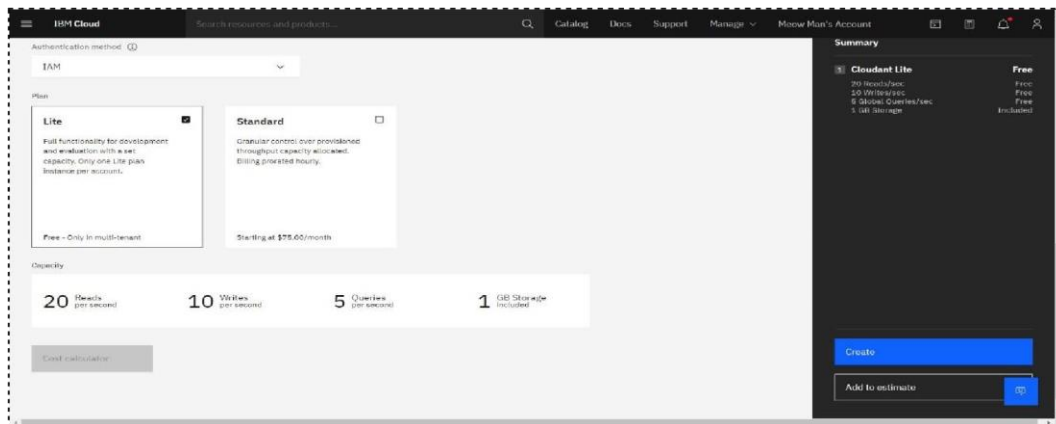 IBM Cloud
Search resources and products...
Catalog
Docs
Support
Manage
Meow Man's Account
Authentication method
IAM
Plan
Lite
Full functionality for development
and evaluation with a set
capacity. Only one Lite plan
instance per account.
Free - Only in multi-tenant
Standard
Granular control over provisioned
throughput capacity allocated.
Billing prorated hourly.
Starting at $75.00/month
Capacity
20 Reads
per second
10 Writes
per second
5 Queries
per second
1 GB Storage
included
Cost calculator
Summary
1 Cloudant Lite Free
20 Reads/sec Free
10 Writes/sec Free
5 Global Queries/sec Free
1 GB Storage Included
Create
Add to estimate